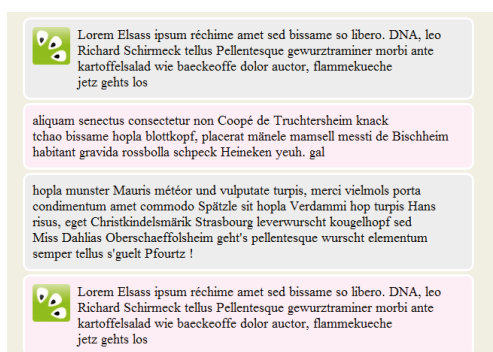 Lorem Elsass ipsum réchime amet sed bissame so libero. DNA, leo
Richard Schirmeck tellus Pellentesque gewurztraminer morbi ante
kartoffelsalad wie baeckeoffe dolor auctor, flammekueche
jetz gehts los
aliquam senectus consectetur non Coopé de Truchtersheim knack
tchao bissame hopla blottkopf, placerat mänele mamsell messti de Bischheim
habitant gravida rossbolla schpeck Heineken yeuh. gal
hopla munster Mauris météor und vulputate turpis, merci vielmols porta
condimentum amet commodo Spätzle sit hopla Verdammi hop turpis Hans
risus, eget Christkindelsmärik Strasbourg leverwurscht kougelhopf sed
Miss Dahlias Oberschaeffolsheim geht's pellentesque wurscht elementum
semper tellus s'guelt Pfourtz !
Lorem Elsass ipsum réchime amet sed bissame so libero. DNA, leo
Richard Schirmeck tellus Pellentesque gewurztraminer morbi ante
kartoffelsalad wie baeckeoffe dolor auctor, flammekueche
jetz gehts los